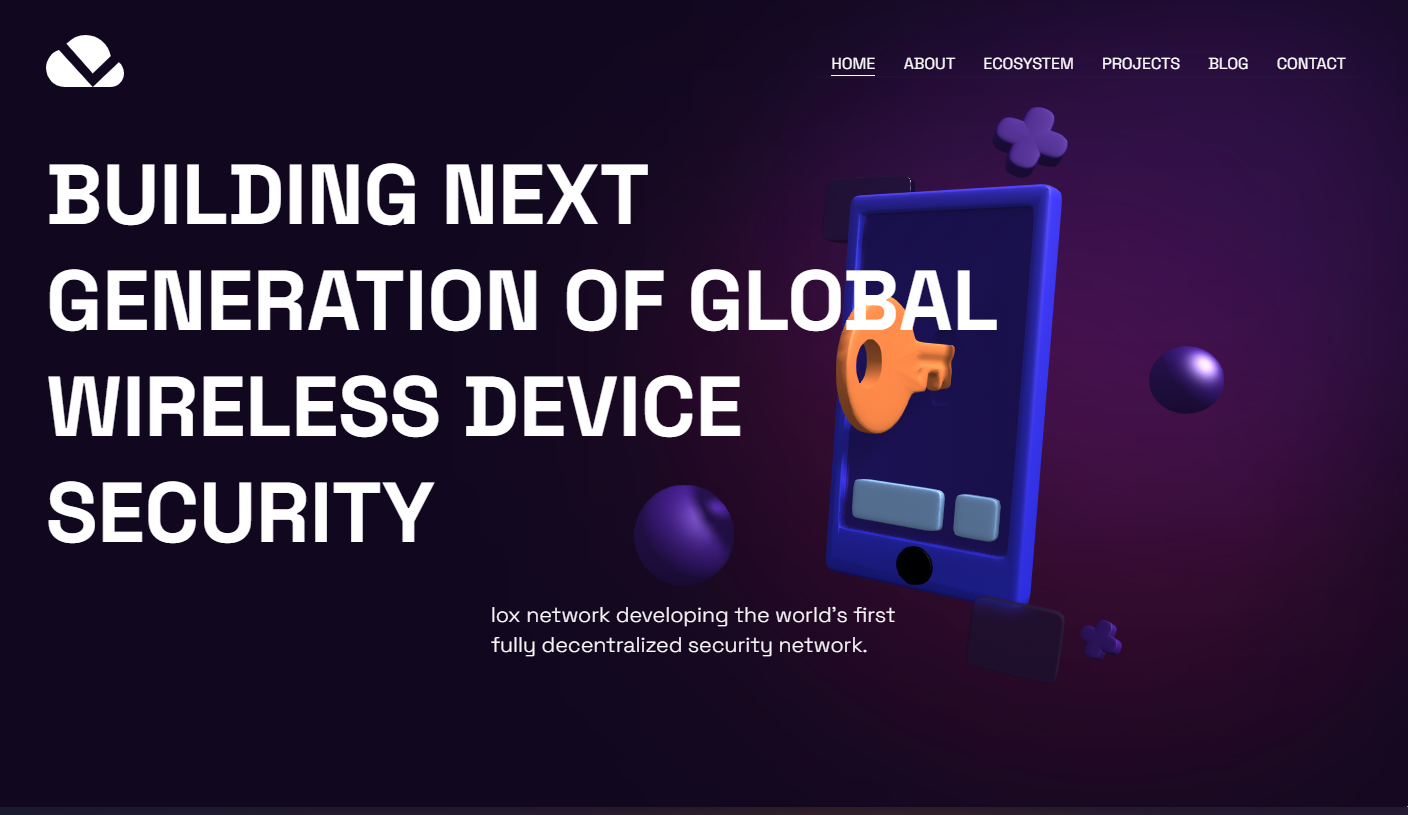 HOME ABOUT ECOSYSTEM PROJECTS BLOG CONTACT
BUILDING NEXT
GENERATION OF GLOBAL
WIRELESS DEVICE
SECURITY
lox network developing the world's first
fully decentralized security network.